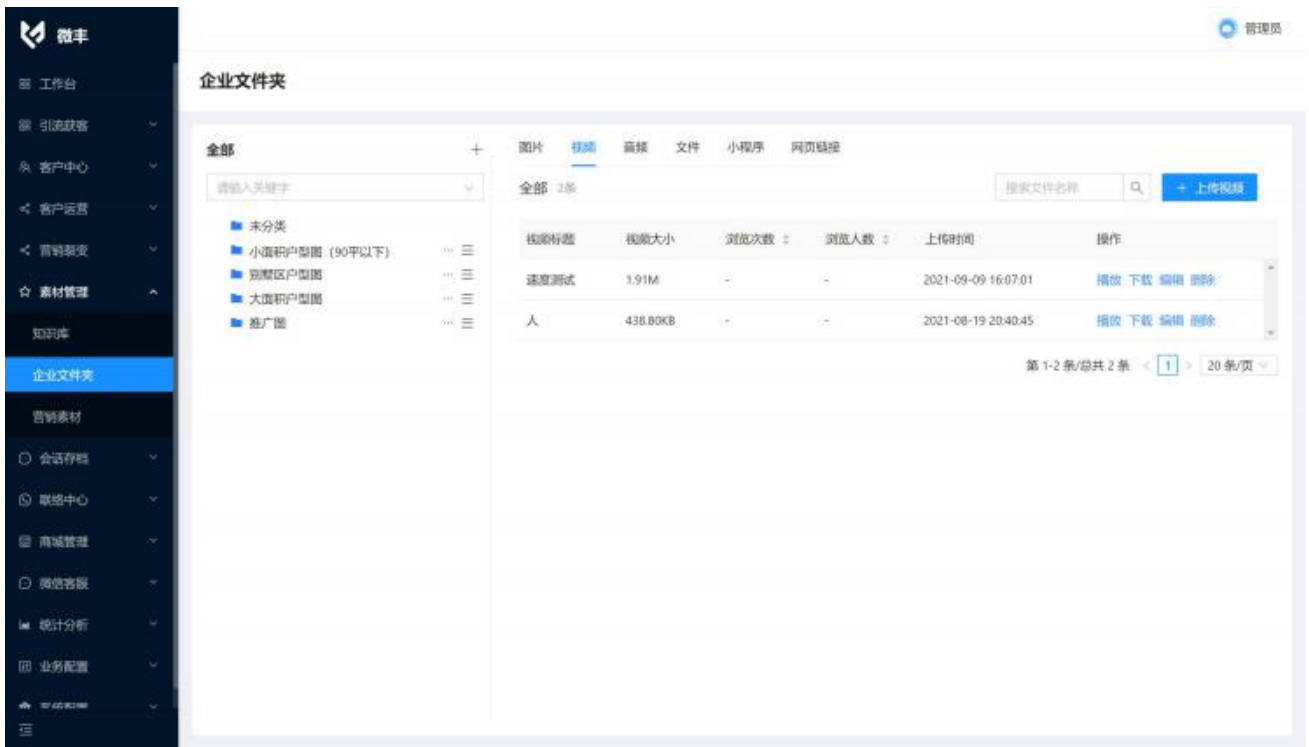 微丰
管理员
工作台
引流获客
客户中心
客户运营
营销裂变
素材管理
知识库
企业文件夹
营销素材
会话存档
联络中心
商城管理
微信客服
统计分析
业务配置
系统配置
企业文件夹
全部
请输入关键字
未分类
小面积户型图（90平以下）
别墅区户型图
大面积户型图
推广图
图片 视频 音频 文件 小程序 网页链接
全部 2条 搜索文件名称 + 上传视频
视频标题 视频大小 浏览次数 浏览人数 上传时间 操作
速度测试 1.91M - - 2021-09-09 16:07:01 播放 下载 编辑 删除
人 438.80KB - - 2021-08-19 20:40:45 播放 下载 编辑 删除
第 1-2 条/总共 2 条 < 1 > 20 条/页